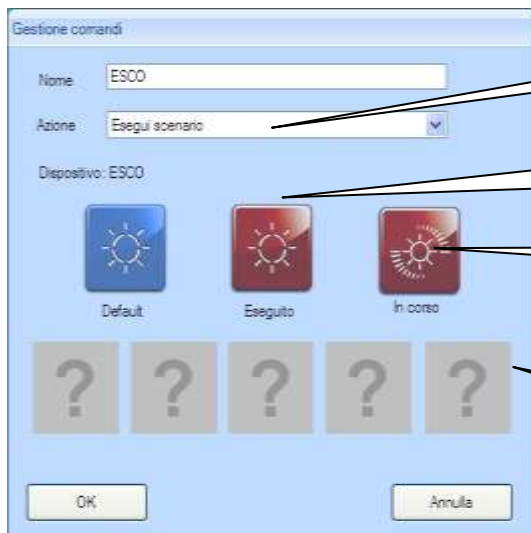 Gestione comandi
Nome ESCO
Azione Esegui scenario
Dispositivo: ESCO
Default Eseguito In corso
? ? ? ? ?
OK Annulla